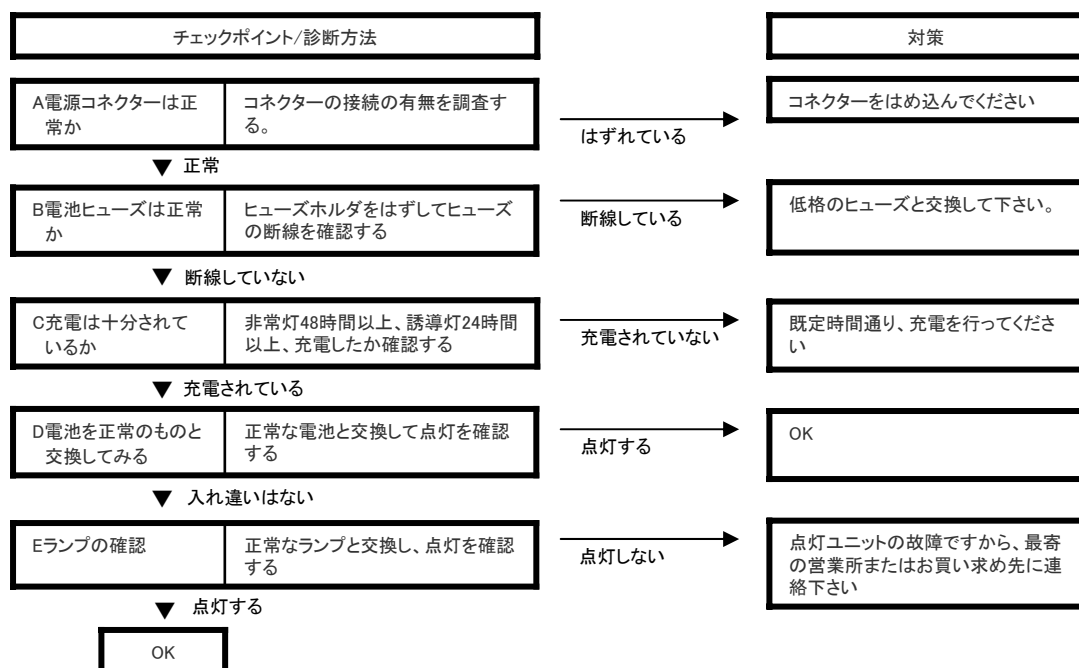 チェックポイント/診断方法
対策
A電源コネクターは正
常か
コネクターの接続の有無を調査す
る。
はずれている
コネクターをはめ込んでください
▼ 正常
B電池ヒューズは正常
か
ヒューズホルダをはずしてヒューズ
の断線を確認する
断線している
低格のヒューズと交換して下さい。
▼ 断線していない
C充電は十分されて
いるか
非常灯48時間以上、誘導灯24時間
以上、充電したか確認する
充電されていない
既定時間通り、充電を行ってくださ
い
▼ 充電されている
D電池を正常のものと
交換してみる
正常な電池と交換して点灯を確認
する
点灯する
OK
▼ 入れ違いはない
Eランプの確認
正常なランプと交換し、点灯を確認
する
点灯しない
点灯ユニットの故障ですから、最寄
の営業所またはお買い求め先に連
絡下さい
▼ 点灯する
OK